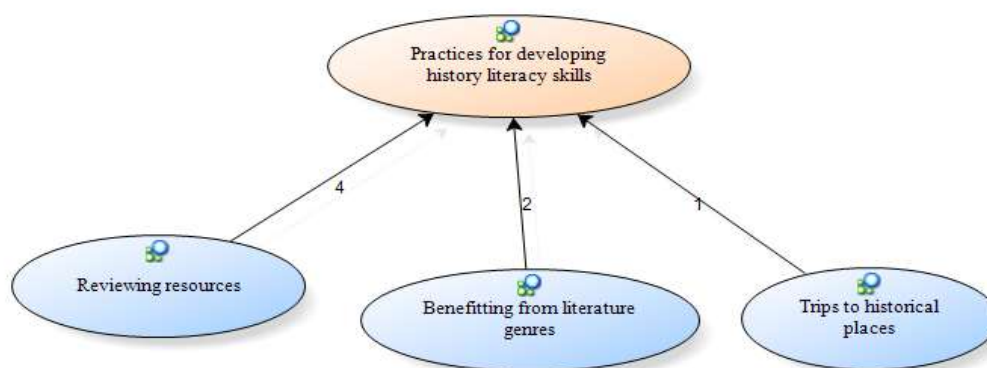 Practices for developing
history literacy skills
4
2
1
Reviewing resources
Benefitting from literature
genres
Trips to historical
places